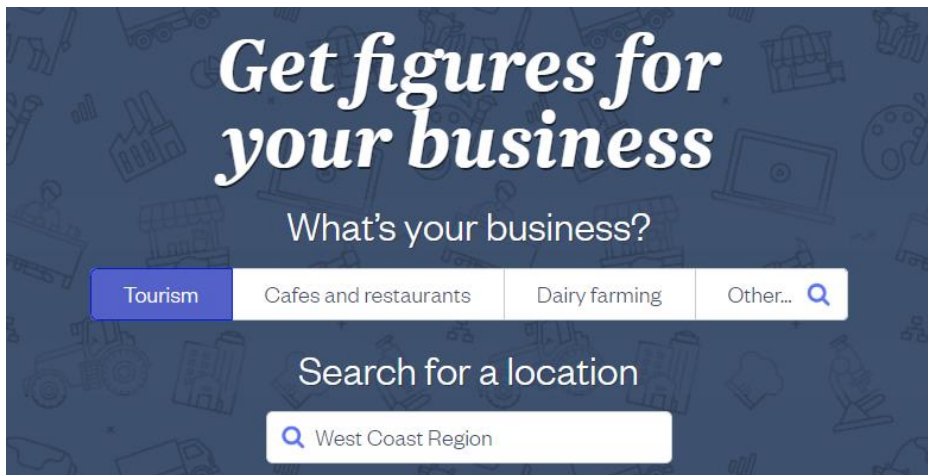 Get figures for
your business
What's your business?
Tourism
Cafes and restaurants
Dairy farming
Other...
Search for a location
West Coast Region